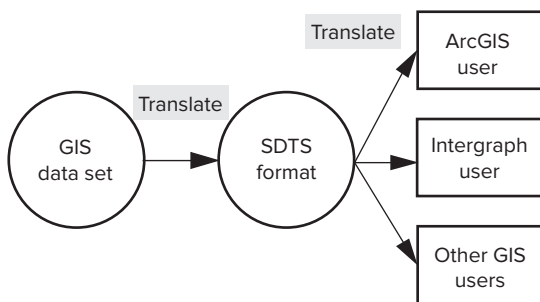 Translate
ArcGIS
user
Translate
GIS
data set
SDTS
format
Intergraph
user
Other GIS
users